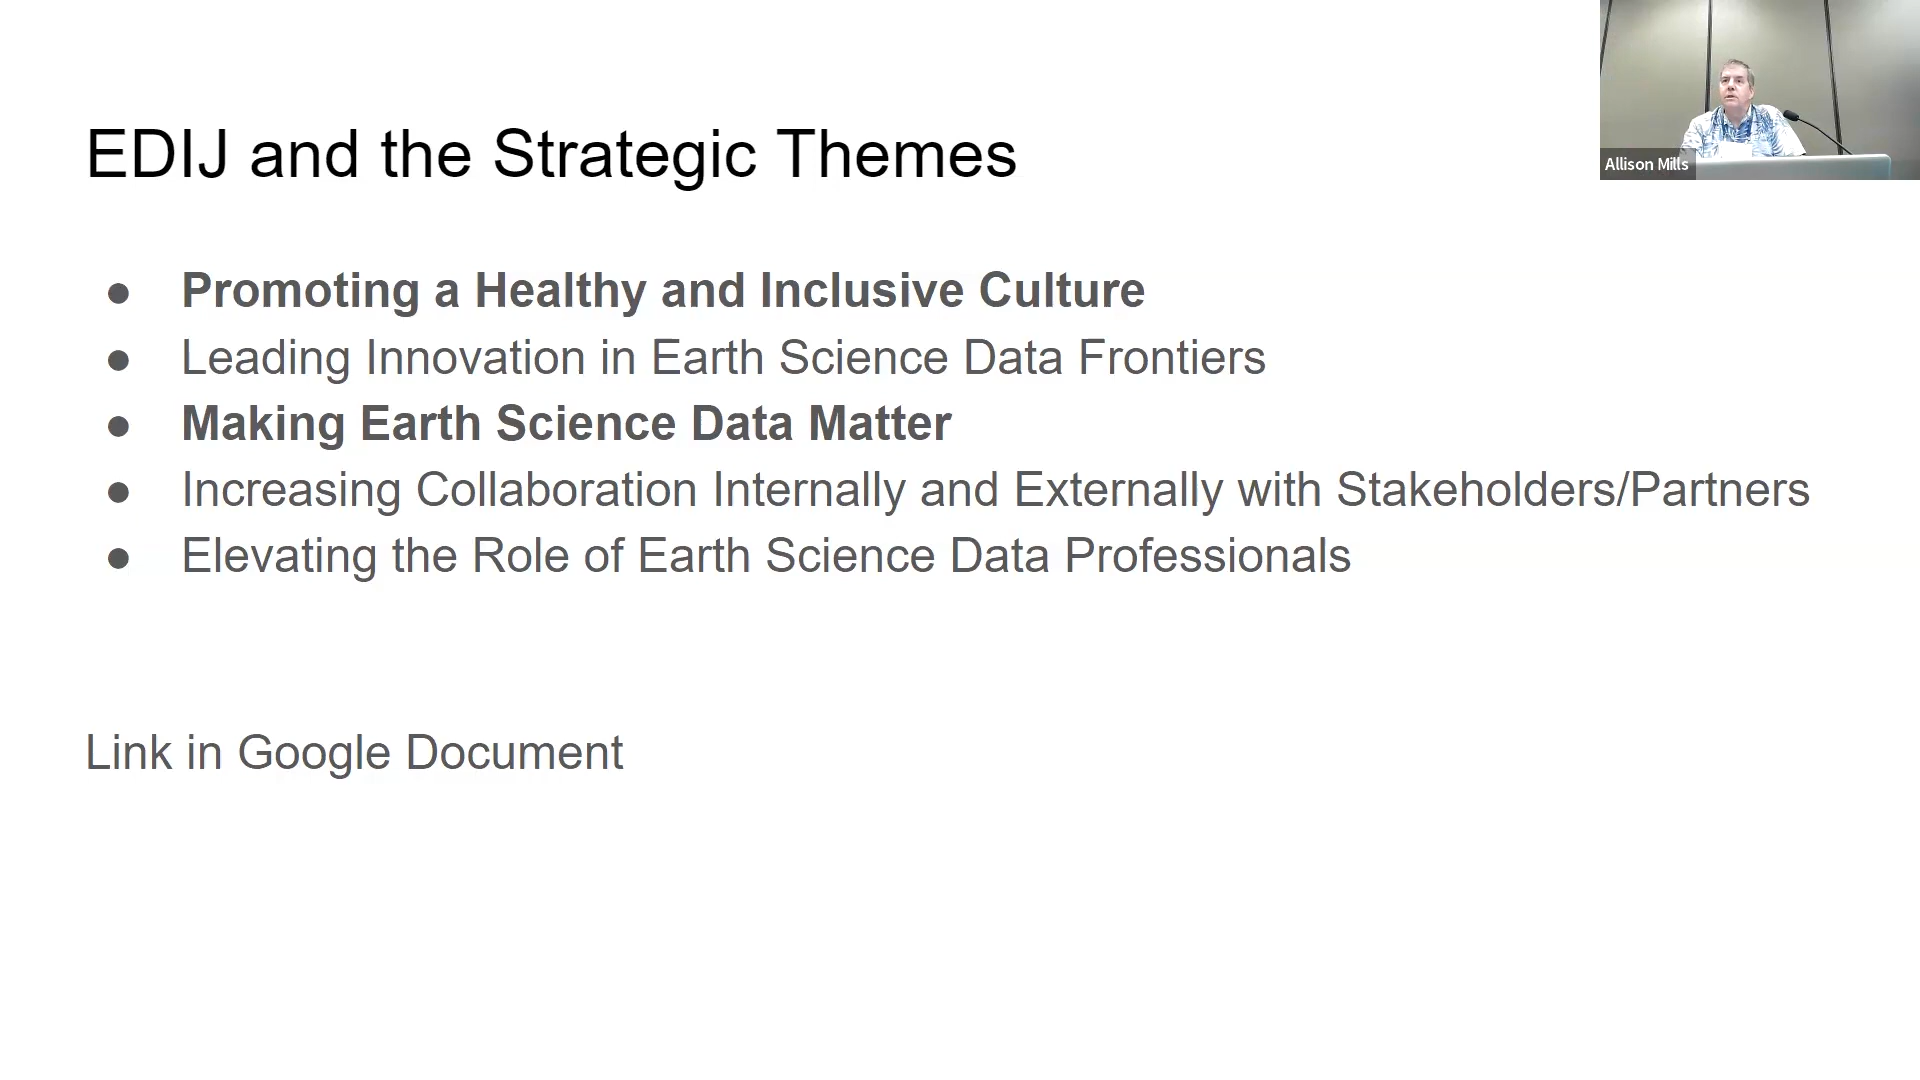 EDIJ and the Strategic Themes
● Promoting a Healthy and Inclusive Culture
● Leading Innovation in Earth Science Data Frontiers
● Making Earth Science Data Matter
● Increasing Collaboration Internally and Externally with Stakeholders/Partners
● Elevating the Role of Earth Science Data Professionals
Link in Google Document
Allison Mills